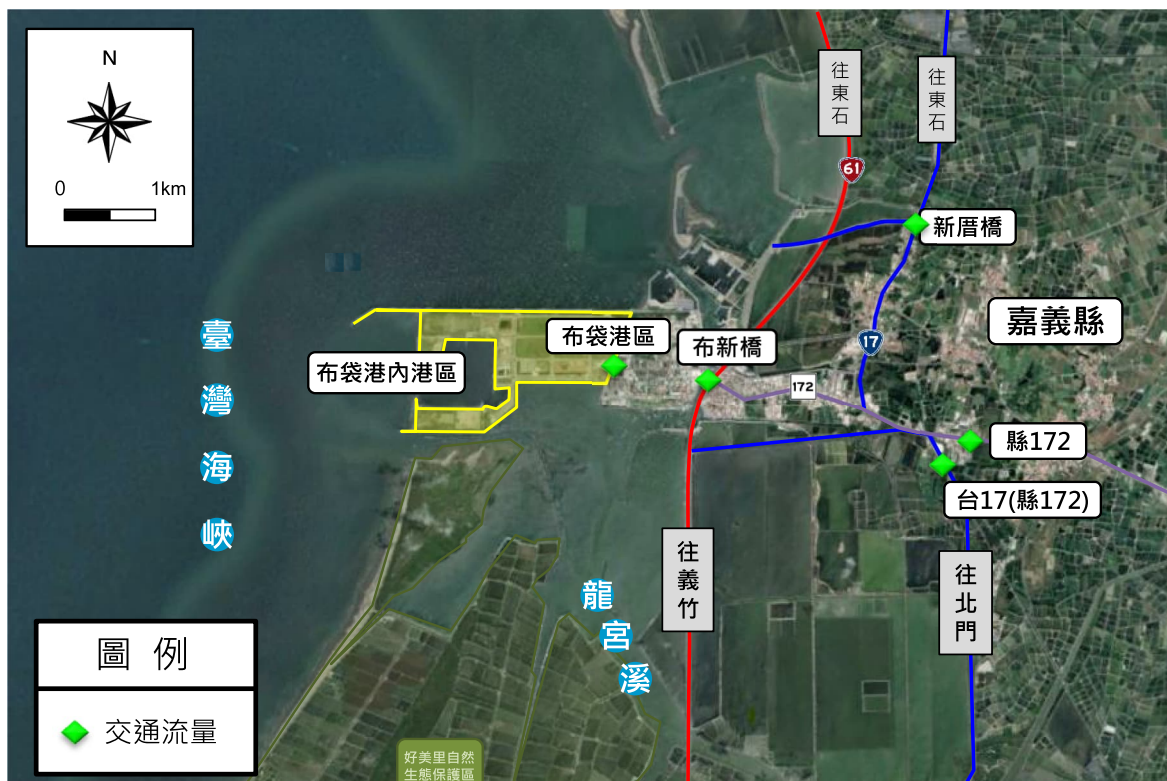 N
0 1km
往東石
往東石
61
新厝橋
嘉義縣
17
布袋港區
布新橋
布袋港內港區
172
縣172
台17(縣172)
臺灣海峽
往義竹
往北門
龍宮溪
圖 例
交通流量
好美里自然
生態保護區